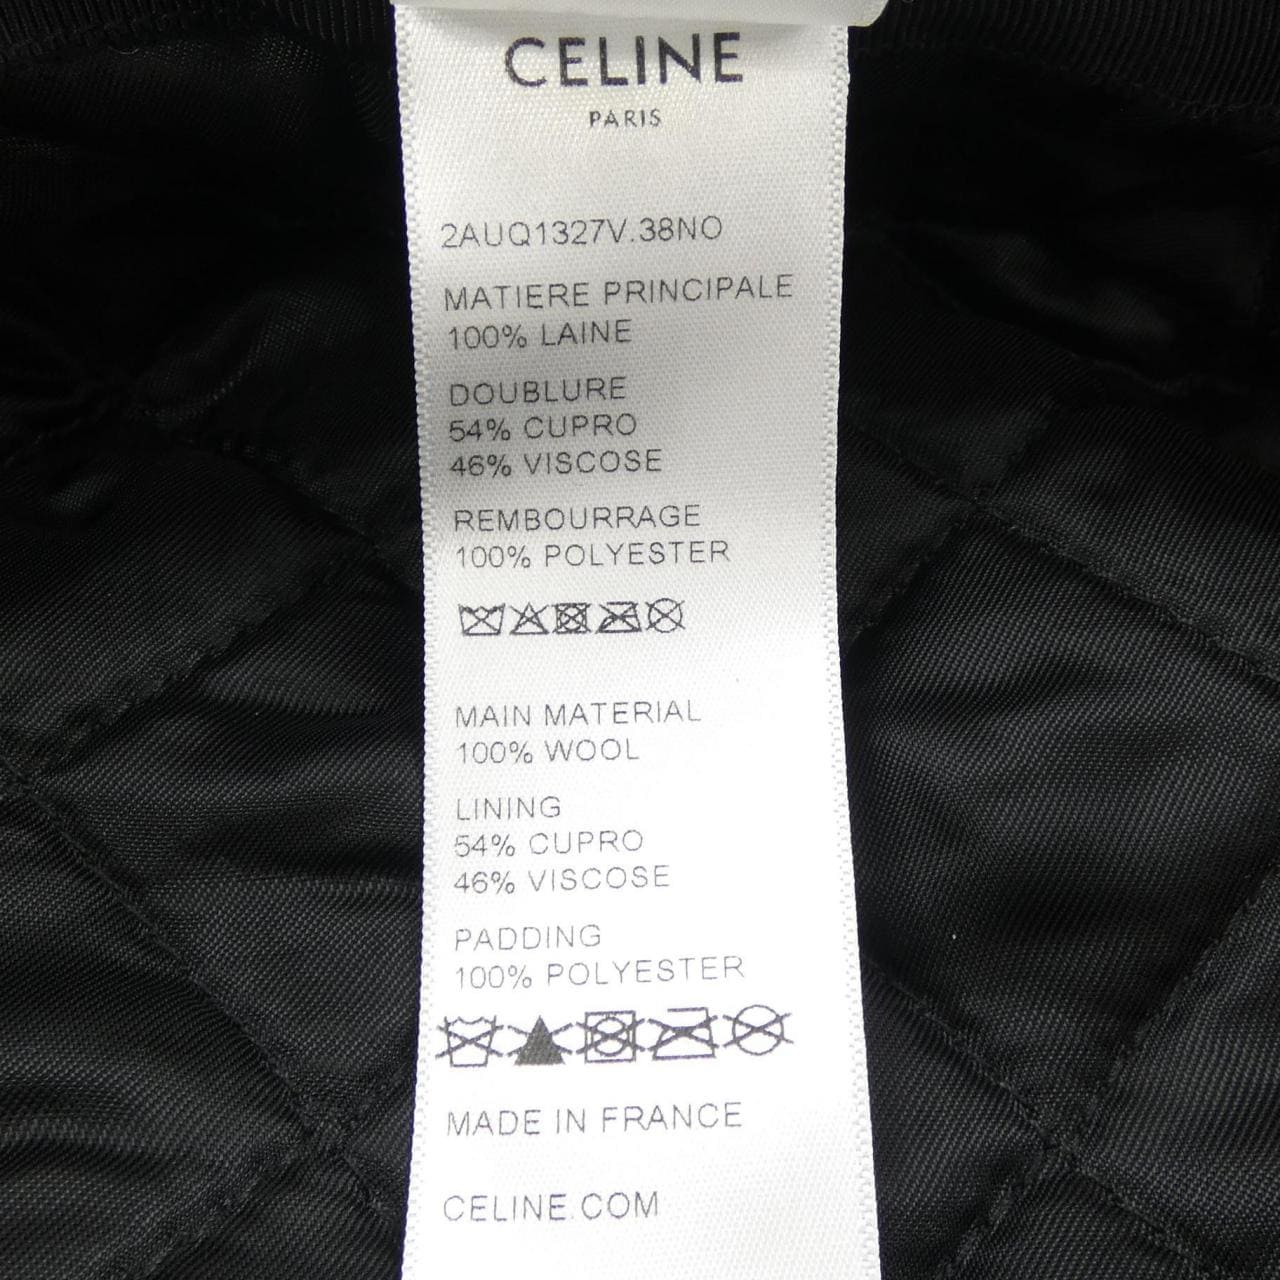 CELINE
PARIS
2AUQ1327V.38NO
MATIERE PRINCIPALE
100% LAINE
DOUBLURE
54% CUPRO
46% VISCOSE
REMBOURRAGE
100% POLYESTER
MAIN MATERIAL
100% WOOL
LINING
54% CUPRO
46% VISCOSE
PADDING
100% POLYESTER
MADE IN FRANCE
CELINE.COM